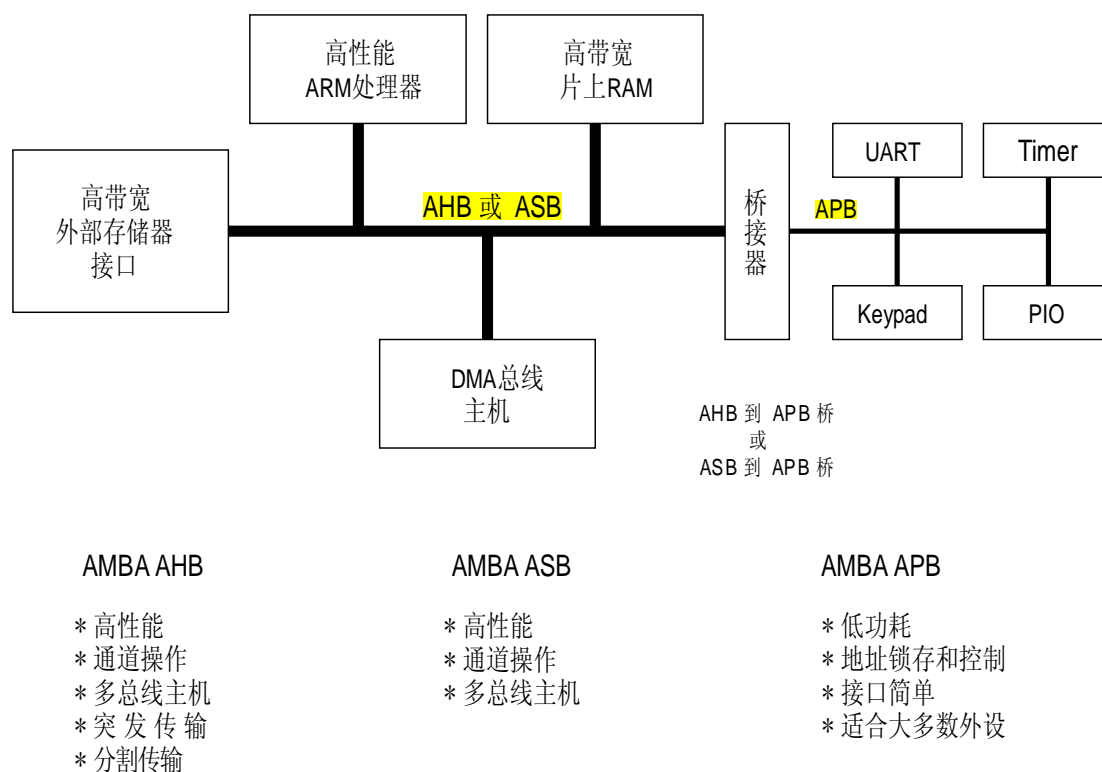 高性能
ARM处理器
高带宽
片上RAM
高带宽
外部存储器
接口
AHB 或 ASB
桥
接
器
APB
UART
Timer
Keypad
PIO
DMA总线
主机
AHB 到 APB 桥
或
ASB 到 APB 桥
AMBA AHB
* 高性能
* 通道操作
* 多总线主机
* 突 发 传 输
* 分割传输
AMBA ASB
* 高性能
* 通道操作
* 多总线主机
AMBA APB
* 低功耗
* 地址锁存和控制
* 接口简单
* 适合大多数外设